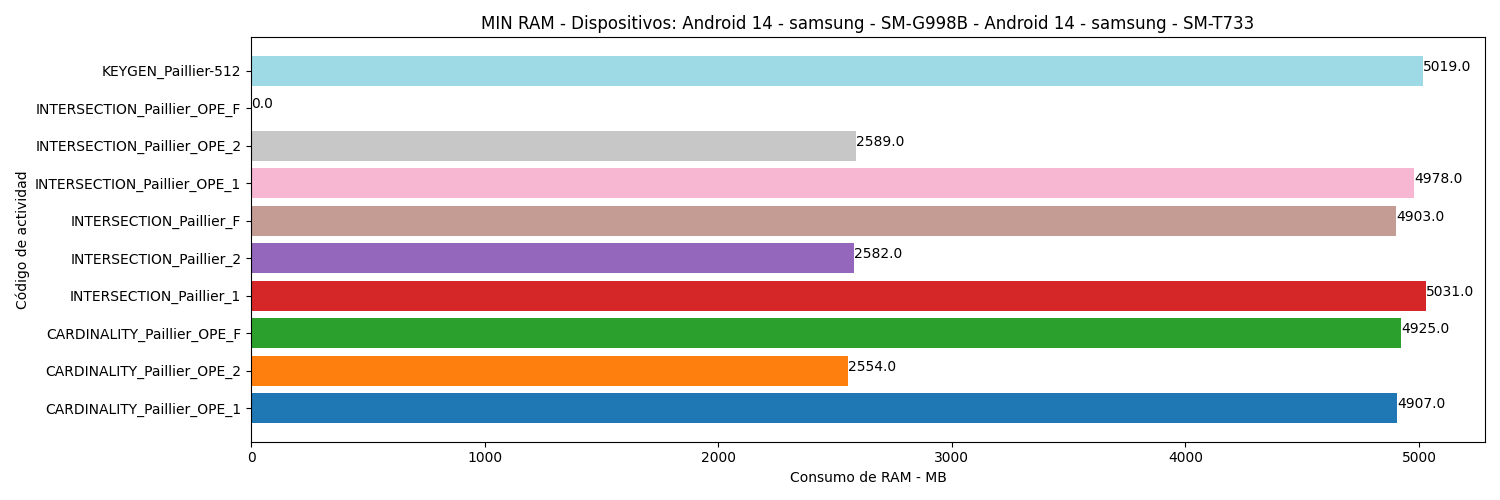 MIN RAM - Dispositivos: Android 14 - samsung - SM-G998B - Android 14 - samsung - SM-T733
Código de actividad
KEYGEN_Paillier-512 5019.0
INTERSECTION_Paillier_OPE_F 0.0
INTERSECTION_Paillier_OPE_2 2589.0
INTERSECTION_Paillier_OPE_1 4978.0
INTERSECTION_Paillier_F 4903.0
INTERSECTION_Paillier_2 2582.0
INTERSECTION_Paillier_1 5031.0
CARDINALITY_Paillier_OPE_F 4925.0
CARDINALITY_Paillier_OPE_2 2554.0
CARDINALITY_Paillier_OPE_1 4907.0
0 1000 2000 3000 4000 5000
Consumo de RAM - MB